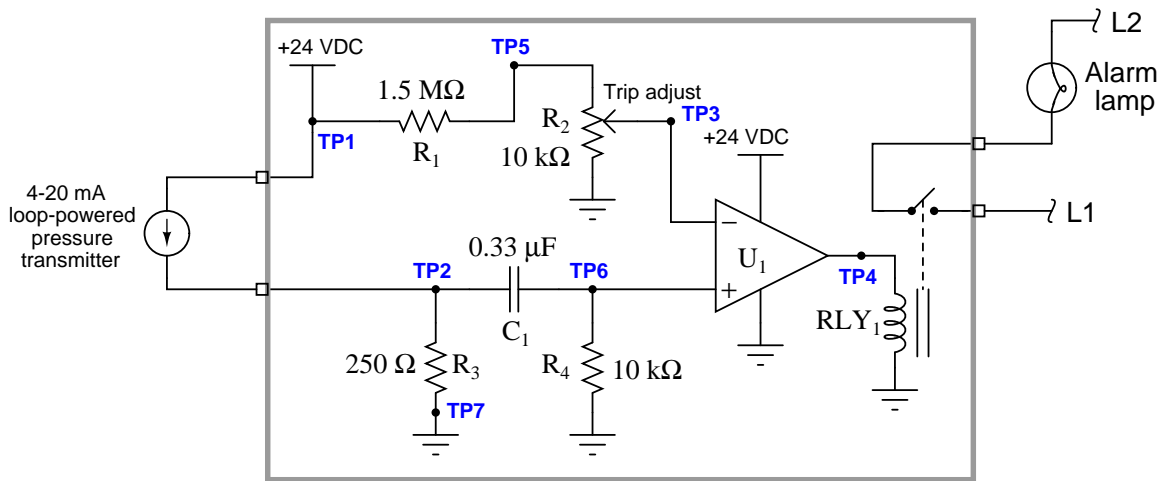 L2
Alarm
lamp
+24 VDC
TP5
1.5 MΩ
Trip adjust
TP1
R1
R2
10 kΩ
TP3
+24 VDC
4-20 mA
loop-powered
pressure
transmitter
L1
−
U1
+
TP4
0.33 μF
TP2
TP6
C1
RLY1
250 Ω
R3
R4
10 kΩ
TP7